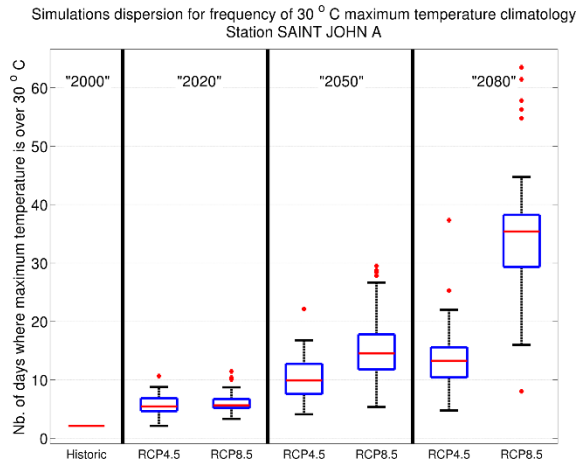 Simulations dispersion for frequency of 30 ° C maximum temperature climatology
Station SAINT JOHN A
"2000" "2020" "2050" "2080"
Nb. of days where maximum temperature is over 30 ° C
60
50
40
30
20
10
0
Historic RCP4.5 RCP8.5 RCP4.5 RCP8.5 RCP4.5 RCP8.5